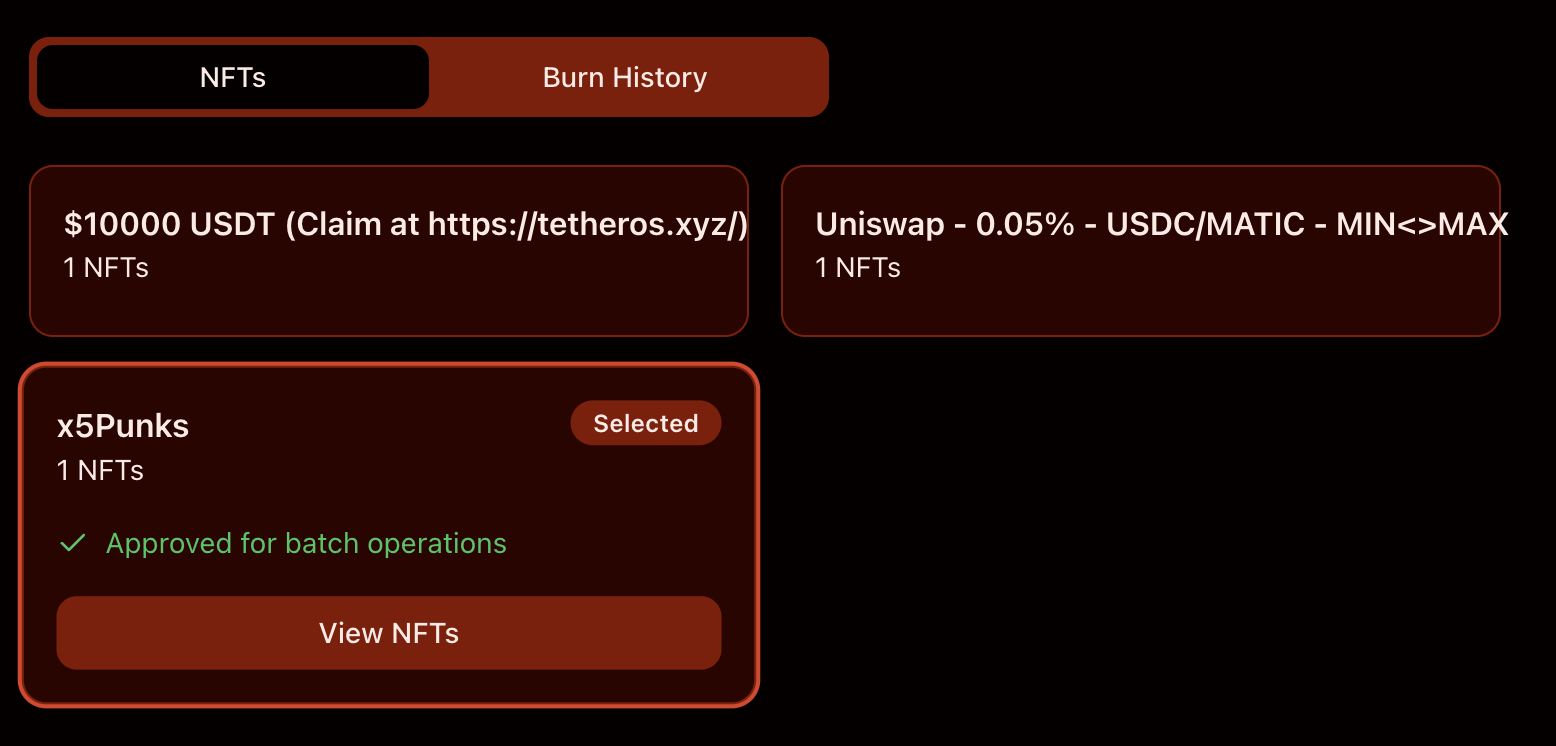 NFTs
Burn History
$10000 USDT (Claim at https://tetheros.xyz/)
1 NFTs
Uniswap - 0.05% - USDC/MATIC - MIN<>MAX
1 NFTs
x5Punks
Selected
1 NFTs
Approved for batch operations
View NFTs